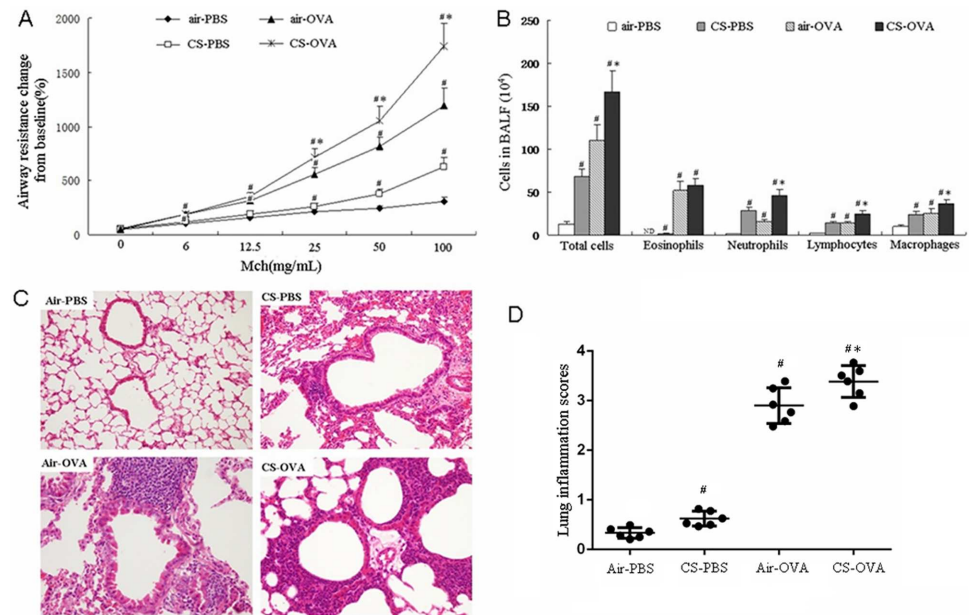 A
air-PBS
air-OVA
CS-PBS
CS-OVA
Airway resistance change
from baseline(%)
2000
1500
1000
500
0
#
#
#
#
#
#*
#
#
#*
#
#
#*
#
#
0
6
12.5
25
50
100
Mch(mg/mL)
B
air-PBS
CS-PBS
air-OVA
CS-OVA
Cells in BALF (10⁴)
250
200
150
100
50
0
#
#
#*
ND
#
#
#
#
#
#*
#
#
#*
#
#
#*
Total cells
Eosinophils
Neutrophils
Lymphocytes
Macrophages
C
Air-PBS
CS-PBS
Air-OVA
CS-OVA
D
Lung inflammation scores
4
3
2
1
0
#
#
#*
Air-PBS
CS-PBS
Air-OVA
CS-OVA